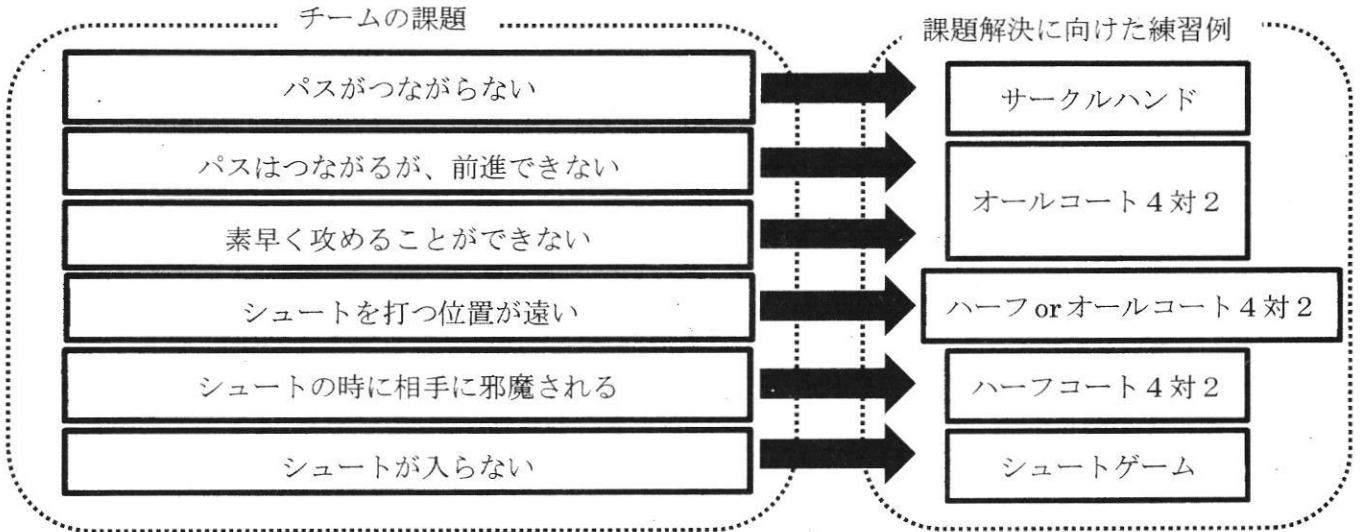 チームの課題
課題解決に向けた練習例
パスがつながらない
サークルハンド
パスはつながるが、前進できない
オールコート４対２
素早く攻めることができない
シュートを打つ位置が遠い
ハーフorオールコート４対２
シュートの時に相手に邪魔される
ハーフコート４対２
シュートが入らない
シュートゲーム